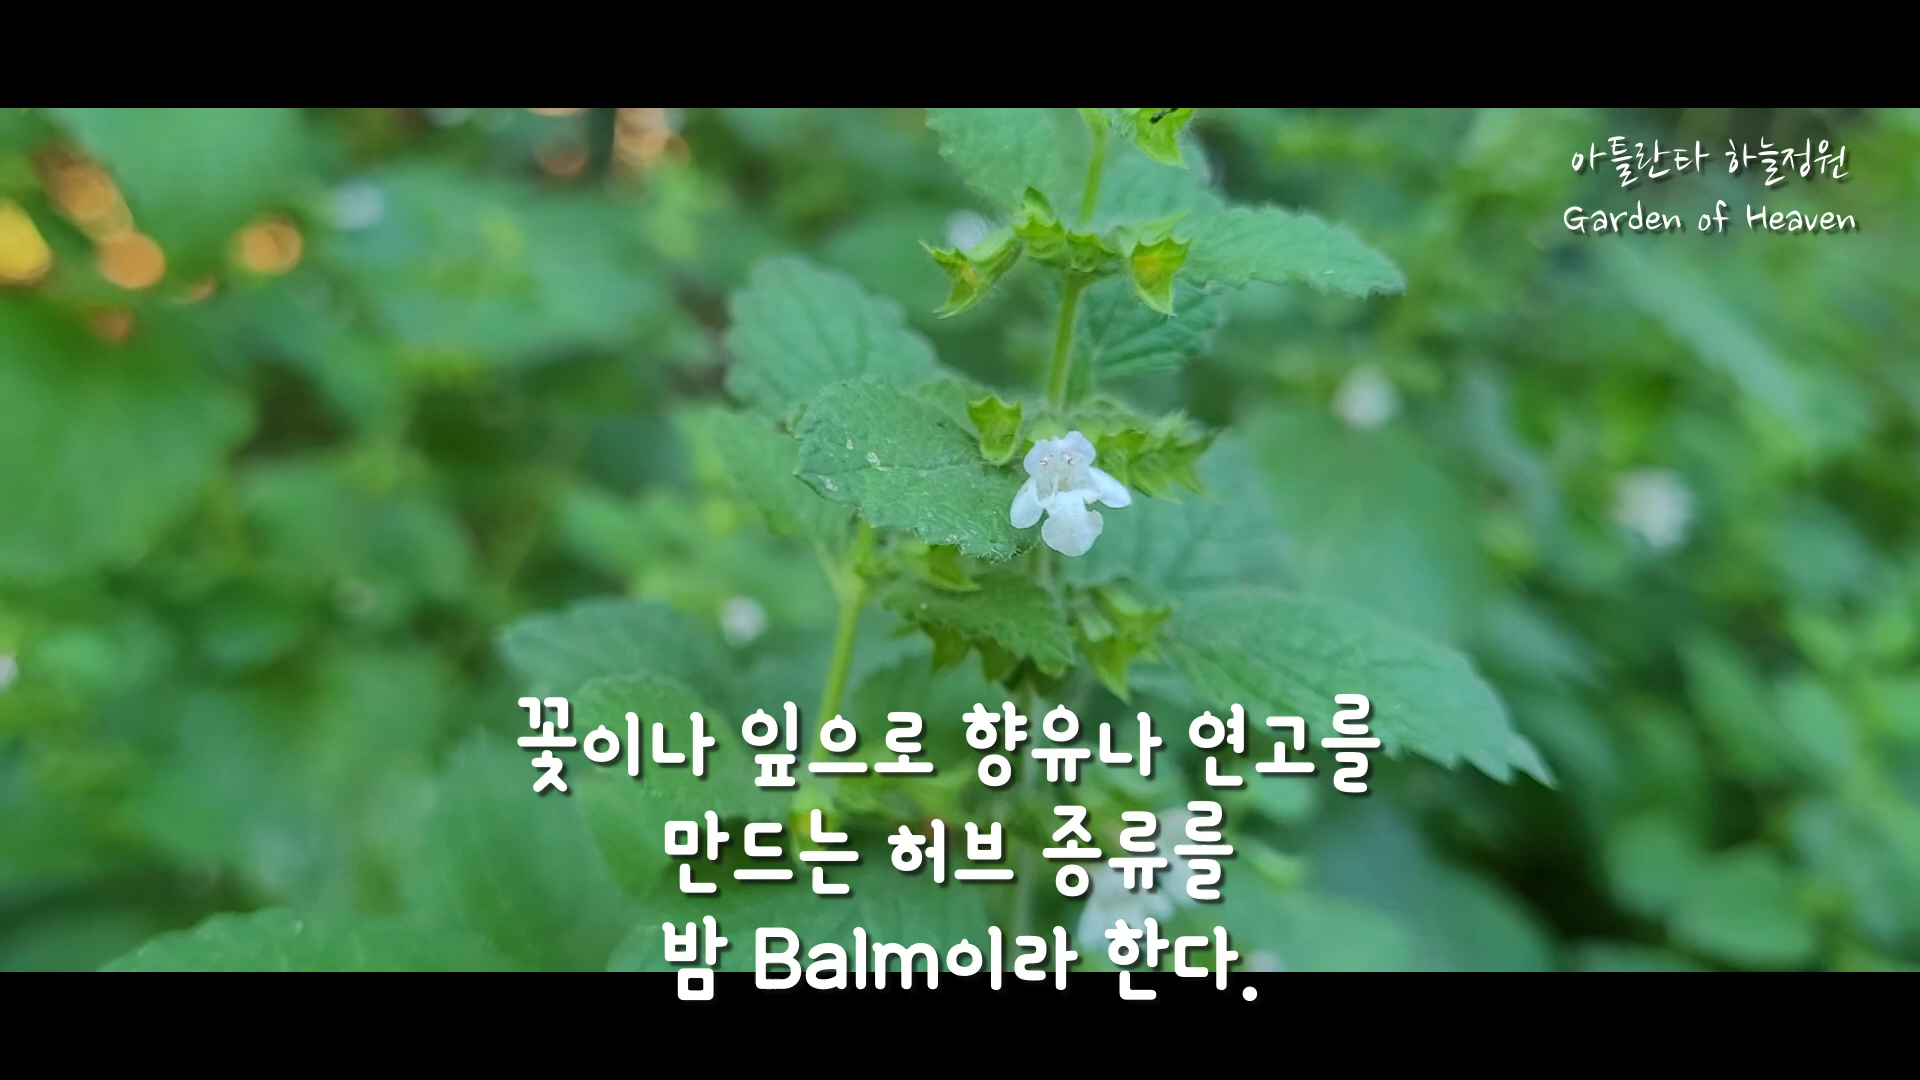 아틀란타 하늘정원
Garden of Heaven
꽃이나 잎으로 향유나 연고를
만드는 허브 종류를
밤 Balm이라 한다.